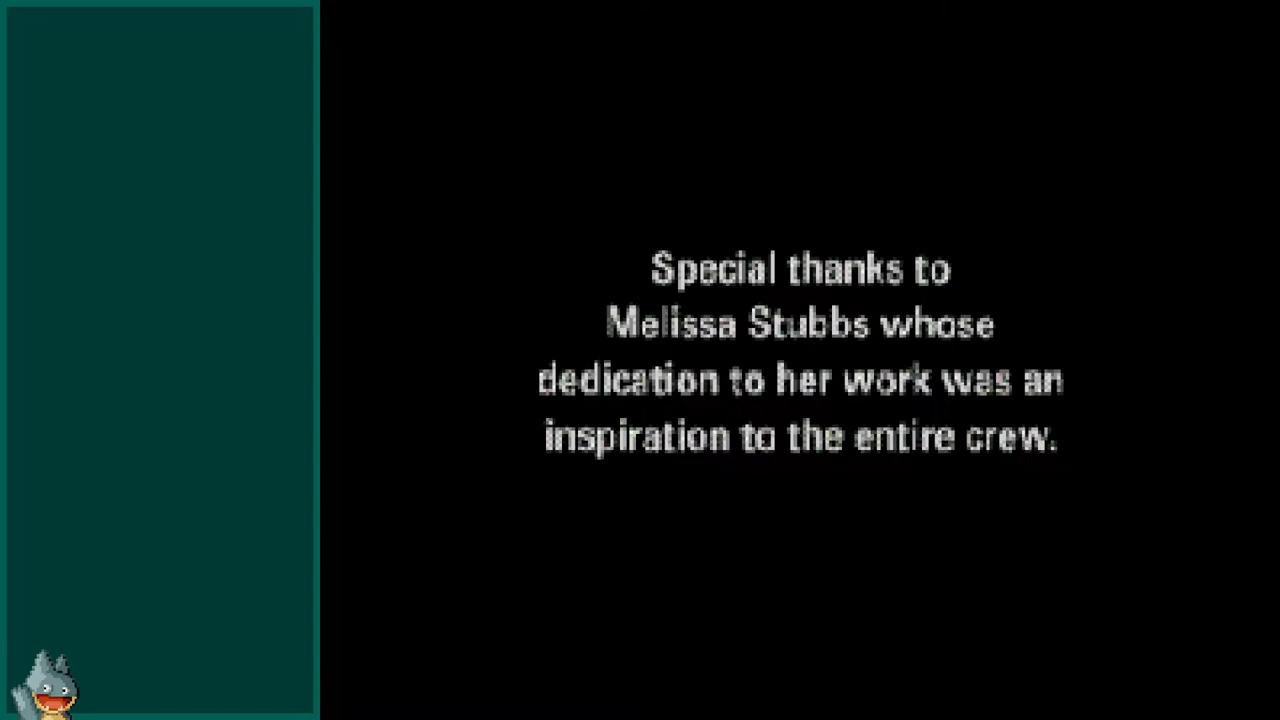 Special thanks to
Melissa Stubbs whose
dedication to her work was an
inspiration to the entire crew.